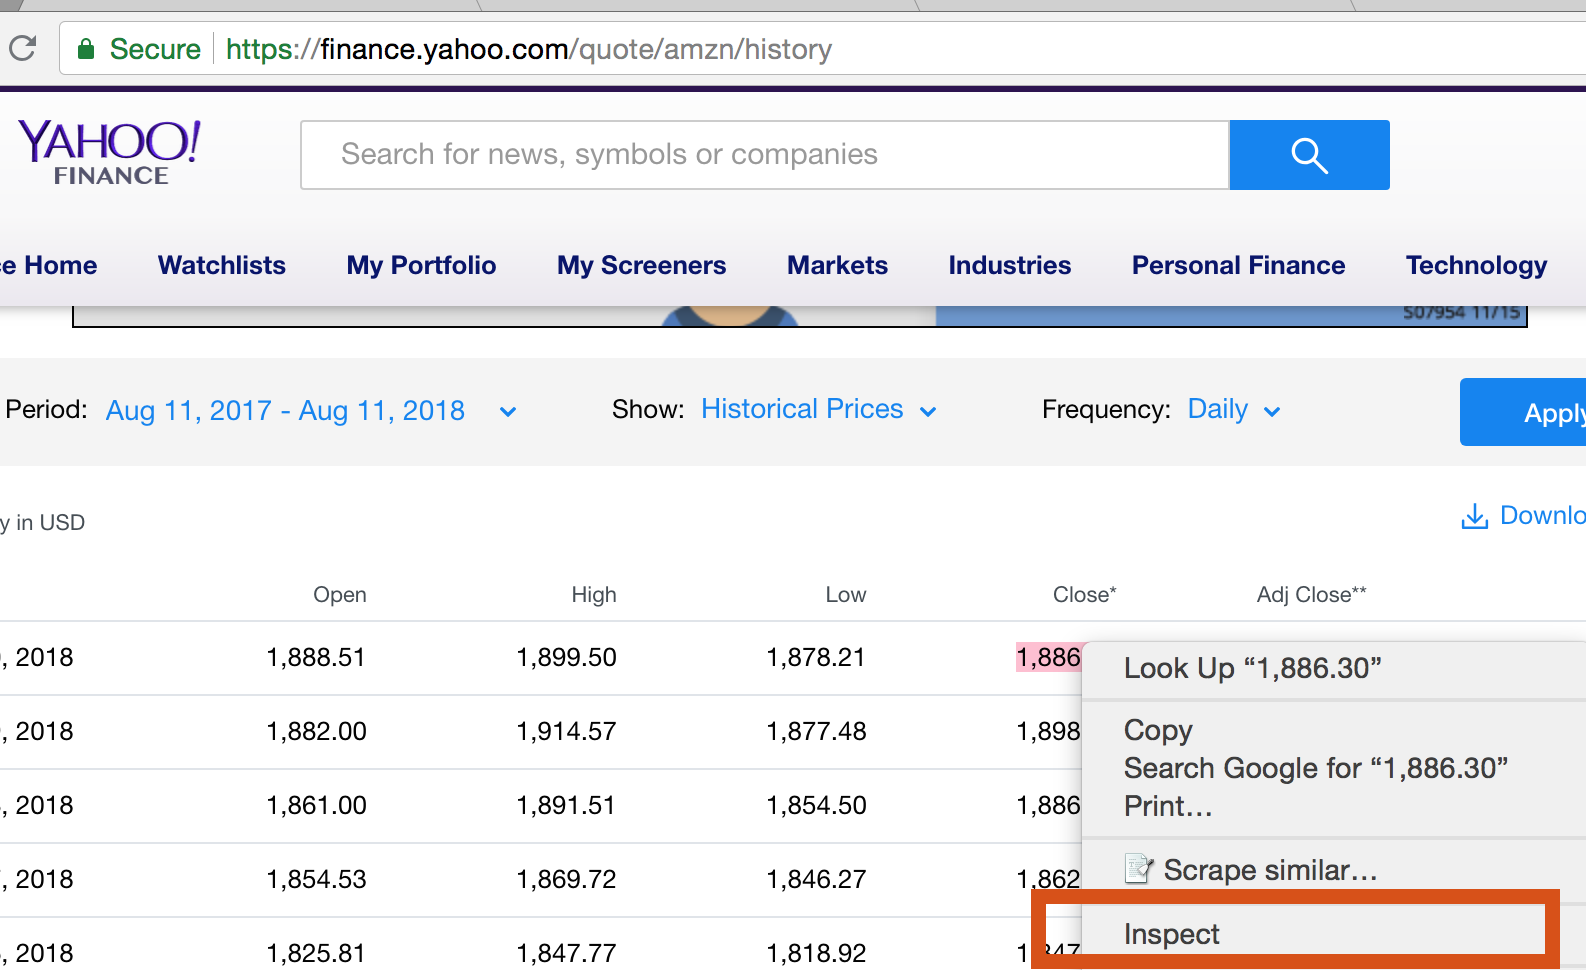 Secure https://finance.yahoo.com/quote/amzn/history
YAHOO!
FINANCE
Search for news, symbols or companies
e Home Watchlists My Portfolio My Screeners Markets Industries Personal Finance Technology
S07954 11/15
Period: Aug 11, 2017 - Aug 11, 2018 Show: Historical Prices Frequency: Daily Apply
y in USD Downlo
Open High Low Close* Adj Close**
, 2018 1,888.51 1,899.50 1,878.21 1,886
, 2018 1,882.00 1,914.57 1,877.48 1,898
, 2018 1,861.00 1,891.51 1,854.50 1,886
, 2018 1,854.53 1,869.72 1,846.27 1,862
, 2018 1,825.81 1,847.77 1,818.92 1,847
Look Up “1,886.30”
Copy
Search Google for “1,886.30”
Print...
Scrape similar...
Inspect